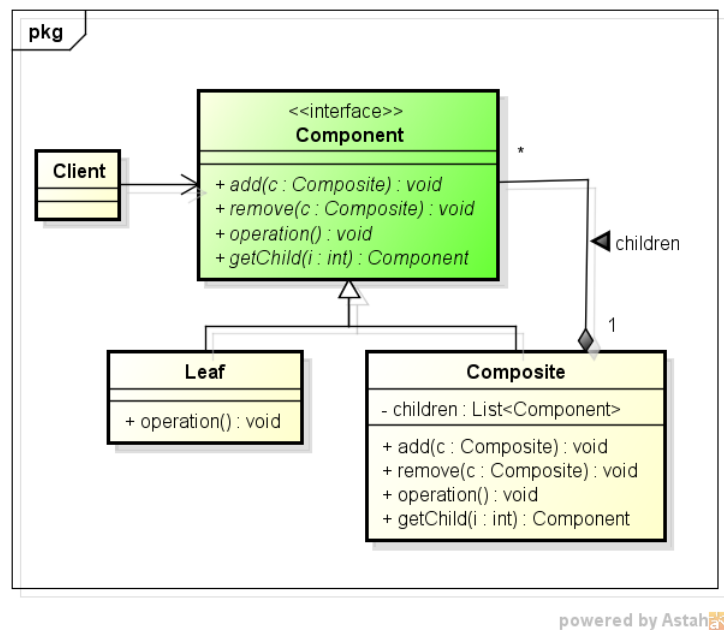 pkg
<<interface>>
Component
+ add(c : Composite) : void
+ remove(c : Composite) : void
+ operation() : void
+ getChild(i : int) : Component
Client
*
children
1
Leaf
+ operation() : void
Composite
- children : List<Component>
+ add(c : Composite) : void
+ remove(c : Composite) : void
+ operation() : void
+ getChild(i : int) : Component
powered by Astah